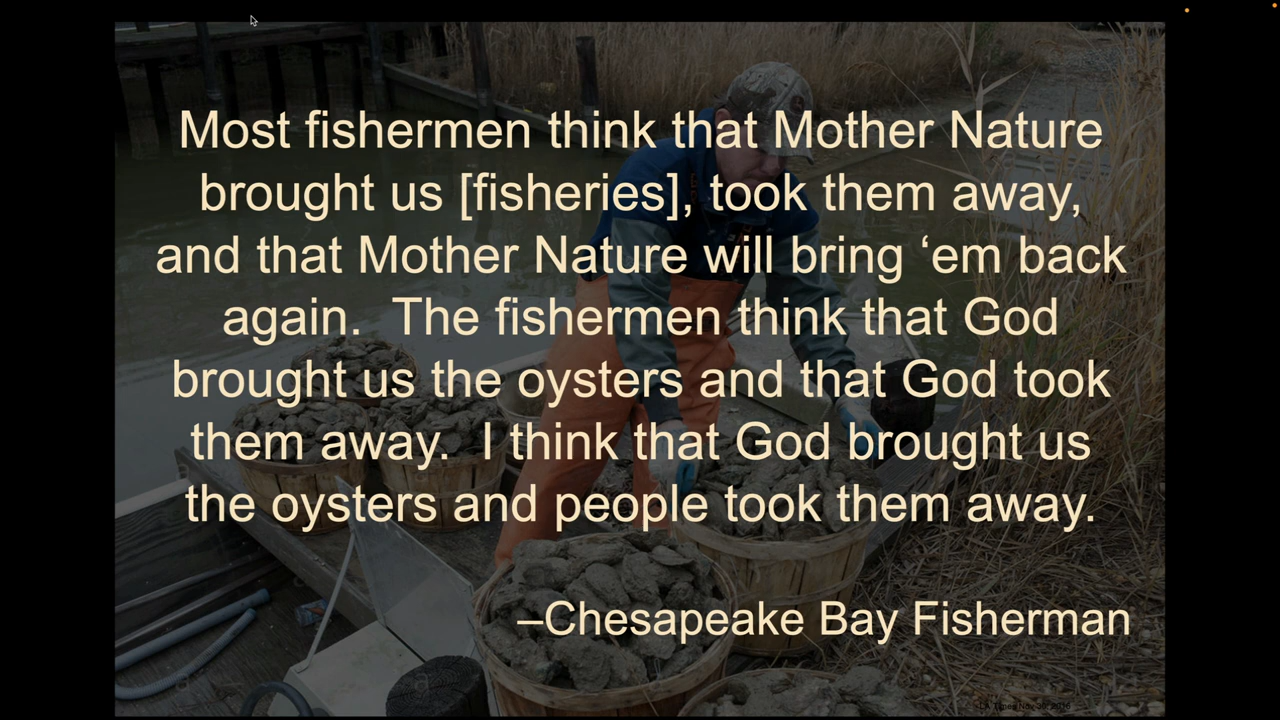 Most fishermen think that Mother Nature
brought us [fisheries], took them away,
and that Mother Nature will bring ‘em back
again.  The fishermen think that God
brought us the oysters and that God took
them away.  I think that God brought us
the oysters and people took them away.
–Chesapeake Bay Fisherman